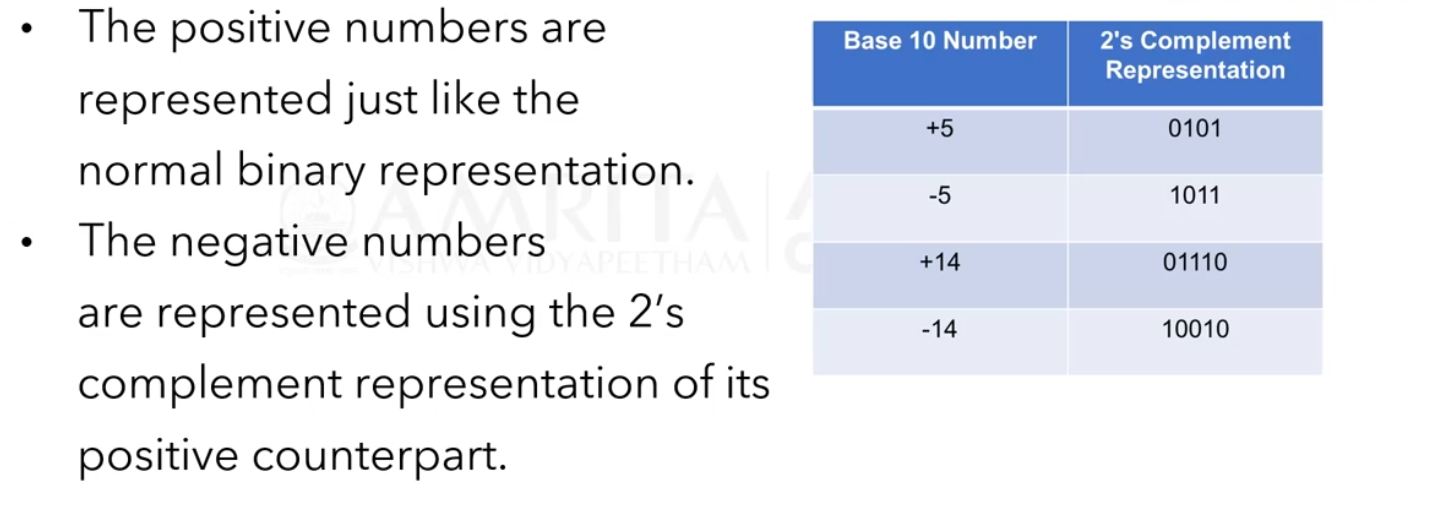 • The positive numbers are
represented just like the
normal binary representation.
• The negative numbers
are represented using the 2’s
complement representation of its
positive counterpart.
AMRITA
VISHWA VIDYAPEETHAM
Base 10 Number 2's Complement
Representation
+5 0101
-5 1011
+14 01110
-14 10010